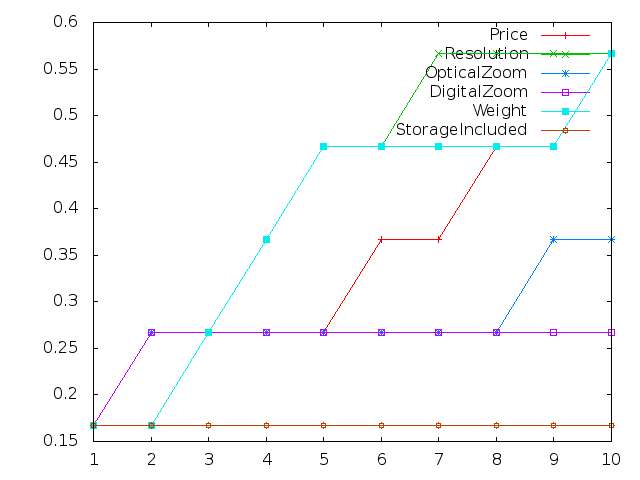 0.6
0.55
0.5
0.45
0.4
0.35
0.3
0.25
0.2
0.15
1 2 3 4 5 6 7 8 9 10
Price
Resolution
OpticalZoom
DigitalZoom
Weight
StorageIncluded